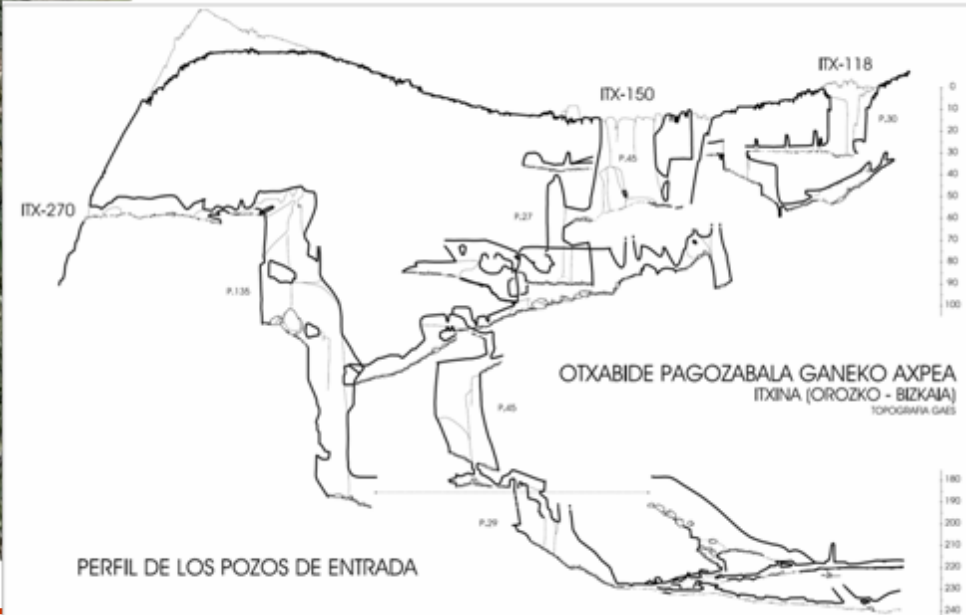 ITX-118
ITX-150
0
10
20
30
40
50
60
70
80
90
100
P.30
P.45
ITX-270
P.27
P.135
OTXABIDE PAGOZABALA GANEKO AXPEA
ITXINA (OROZKO - BIZKAIA)
TOPOGRAFIA GAES
P.45
180
190
200
210
220
230
240
P.29
PERFIL DE LOS POZOS DE ENTRADA